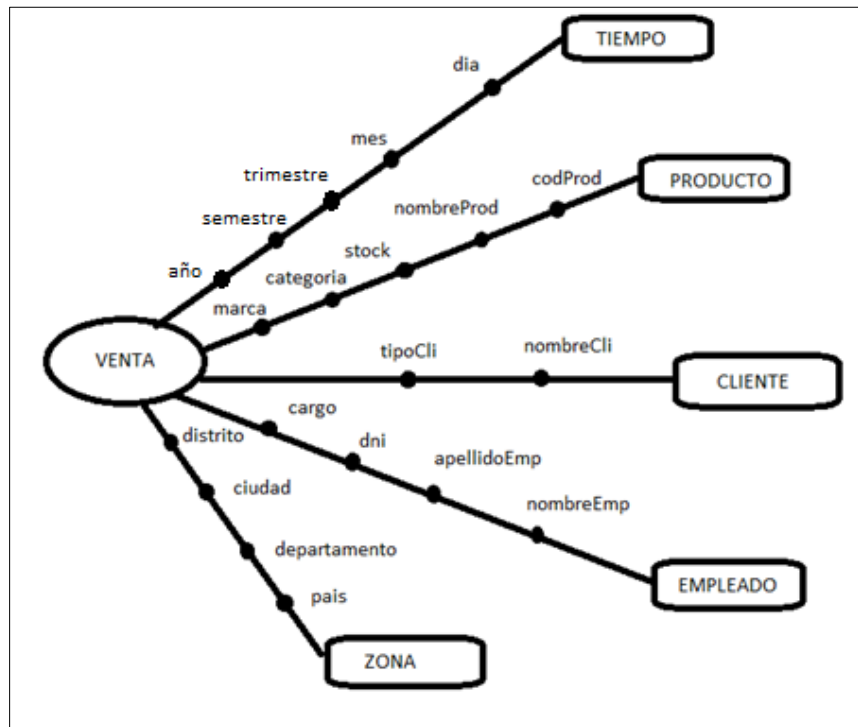 TIEMPO
dia
mes
trimestre
semestre
año
PRODUCTO
codProd
nombreProd
stock
categoria
marca
VENTA
tipoCli
nombreCli
CLIENTE
cargo
dni
apellidoEmp
nombreEmp
EMPLEADO
distrito
ciudad
departamento
pais
ZONA